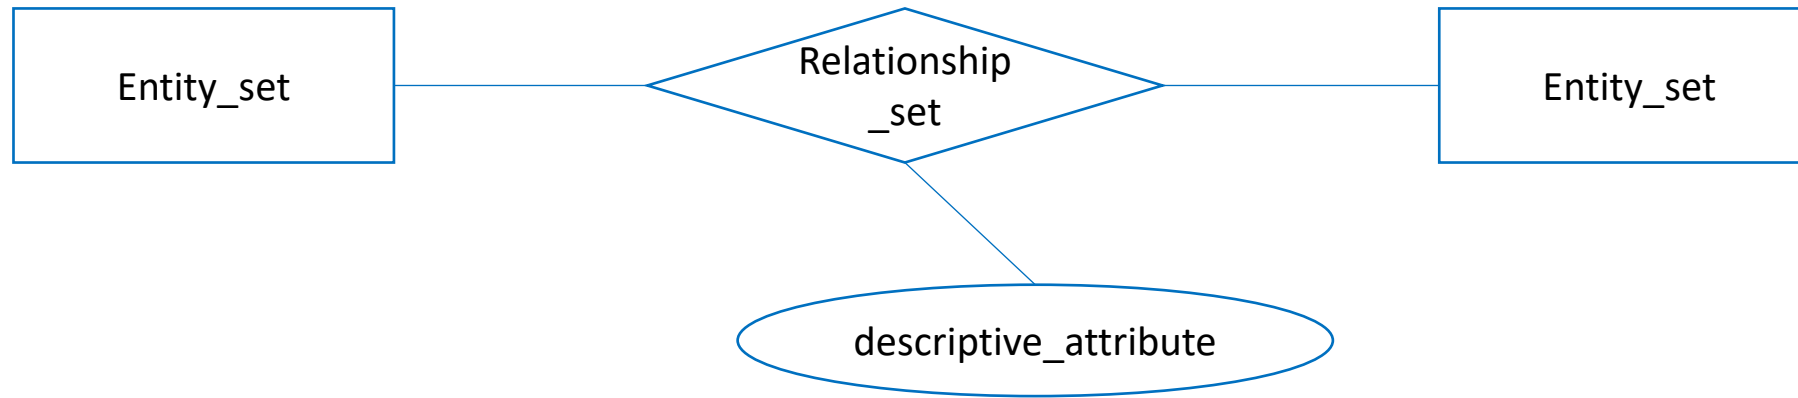 Entity_set
Relationship
_set
Entity_set
descriptive_attribute